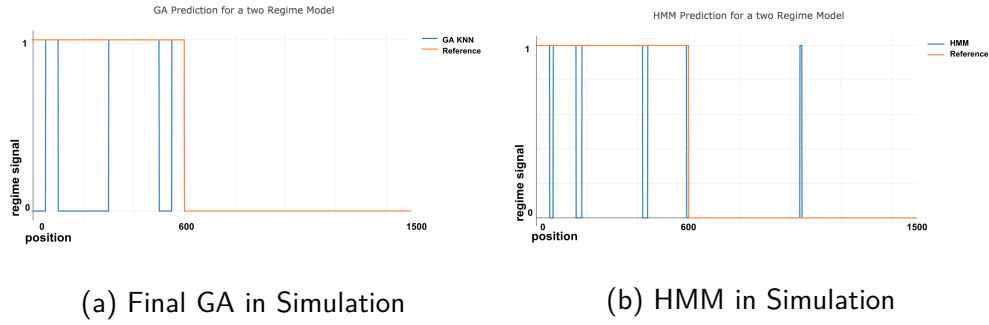 GA Prediction for a two Regime Model
1
GA KNN
Reference
regime signal
0
0
600
1500
position
(a) Final GA in Simulation
HMM Prediction for a two Regime Model
1
HMM
Reference
regime signal
0
0
600
1500
position
(b) HMM in Simulation